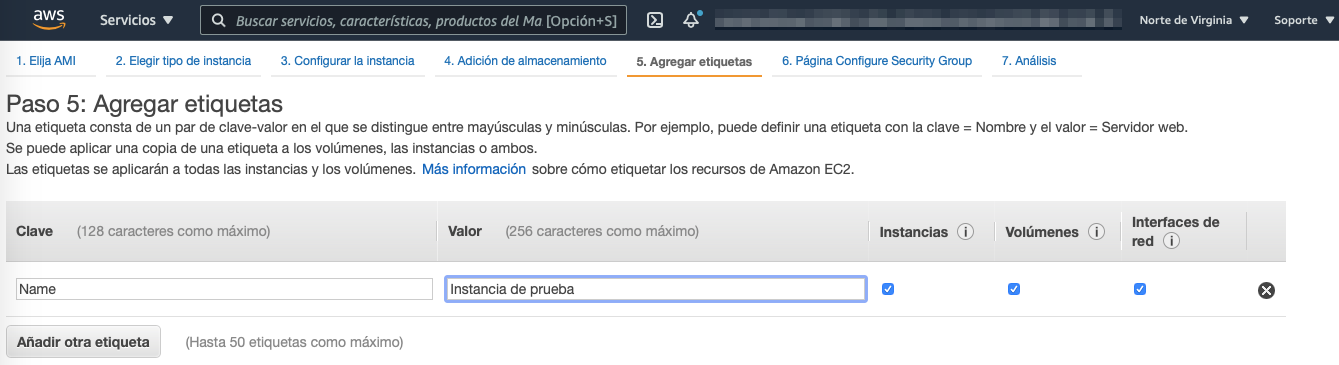 aws
Servicios
Buscar servicios, características, productos del Ma [Opción+S]
Norte de Virginia
Soporte
1. Elija AMI
2. Elegir tipo de instancia
3. Configurar la instancia
4. Adición de almacenamiento
5. Agregar etiquetas
6. Página Configure Security Group
7. Análisis
Paso 5: Agregar etiquetas
Una etiqueta consta de un par de clave-valor en el que se distingue entre mayúsculas y minúsculas. Por ejemplo, puede definir una etiqueta con la clave = Nombre y el valor = Servidor web.
Se puede aplicar una copia de una etiqueta a los volúmenes, las instancias o ambos.
Las etiquetas se aplicarán a todas las instancias y los volúmenes. Más información sobre cómo etiquetar los recursos de Amazon EC2.
Clave (128 caracteres como máximo)
Valor (256 caracteres como máximo)
Instancias
Volúmenes
Interfaces de
red
Name
Instancia de prueba
Añadir otra etiqueta
(Hasta 50 etiquetas como máximo)